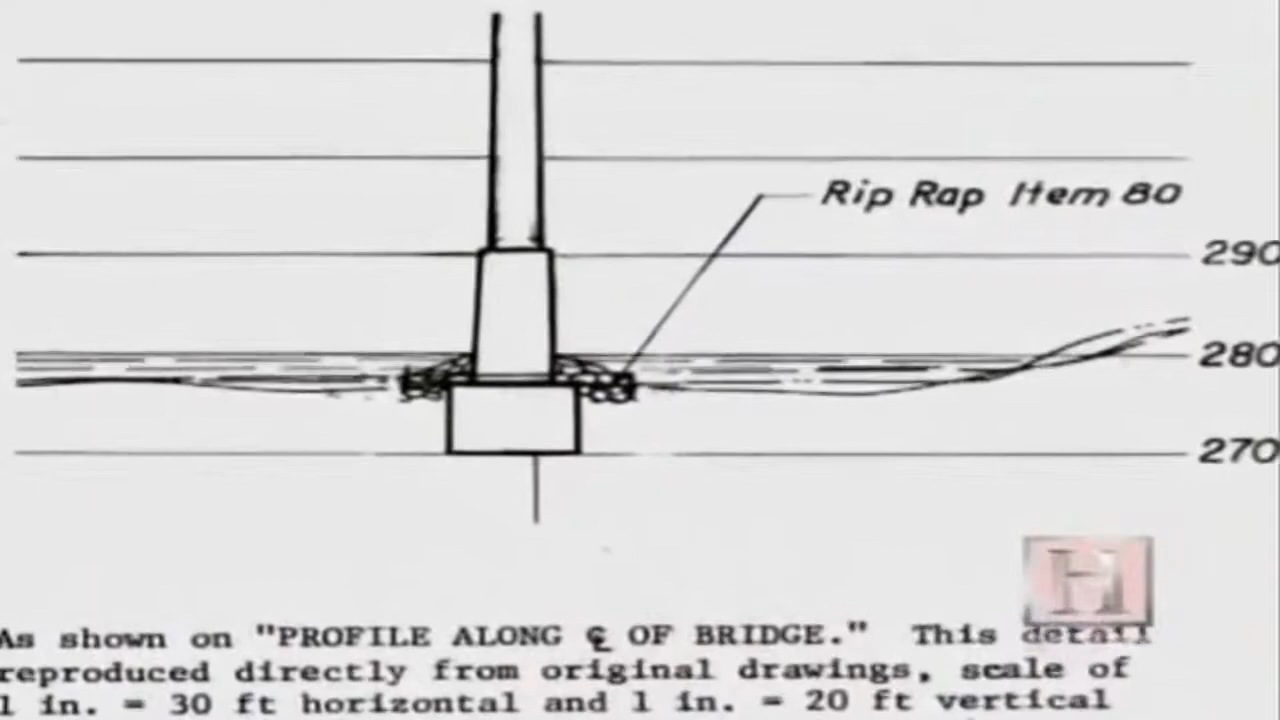 Rip Rap Item 80
290
280
270
H
As shown on "PROFILE ALONG ℄ OF BRIDGE." This detail
reproduced directly from original drawings, scale of
1 in. = 30 ft horizontal and 1 in. = 20 ft vertical